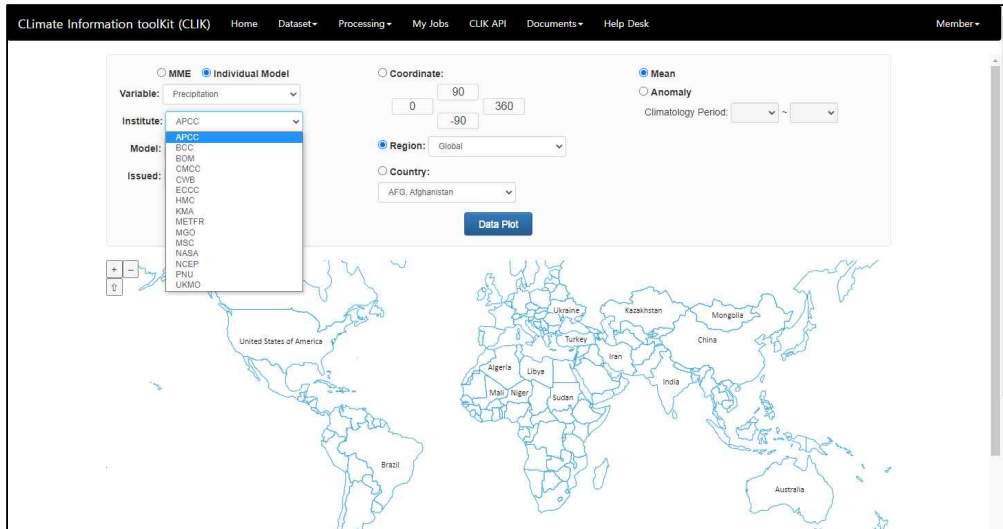 CLimate Information toolKit (CLIK) Home Dataset Processing My Jobs CLIK API Documents Help Desk Member
MME Individual Model
Variable: Precipitation
Institute: APCC
APCC
BCC
BOM
CMCC
CWB
ECCC
HMC
KMA
METFR
MGO
MSC
NASA
NCEP
PNU
UKMO
Model:
Issued:
Coordinate:
90
0 360
-90
Region: Global
Country:
AFG, Afghanistan
Mean
Anomaly
Climatology Period: ~
Data Plot
+ –
⇧
Ukraine
Kazakhstan
Mongolia
United States of America
Turkey
China
Iran
Algeria
Libya
India
Mali
Niger
Sudan
Brazil
Australia